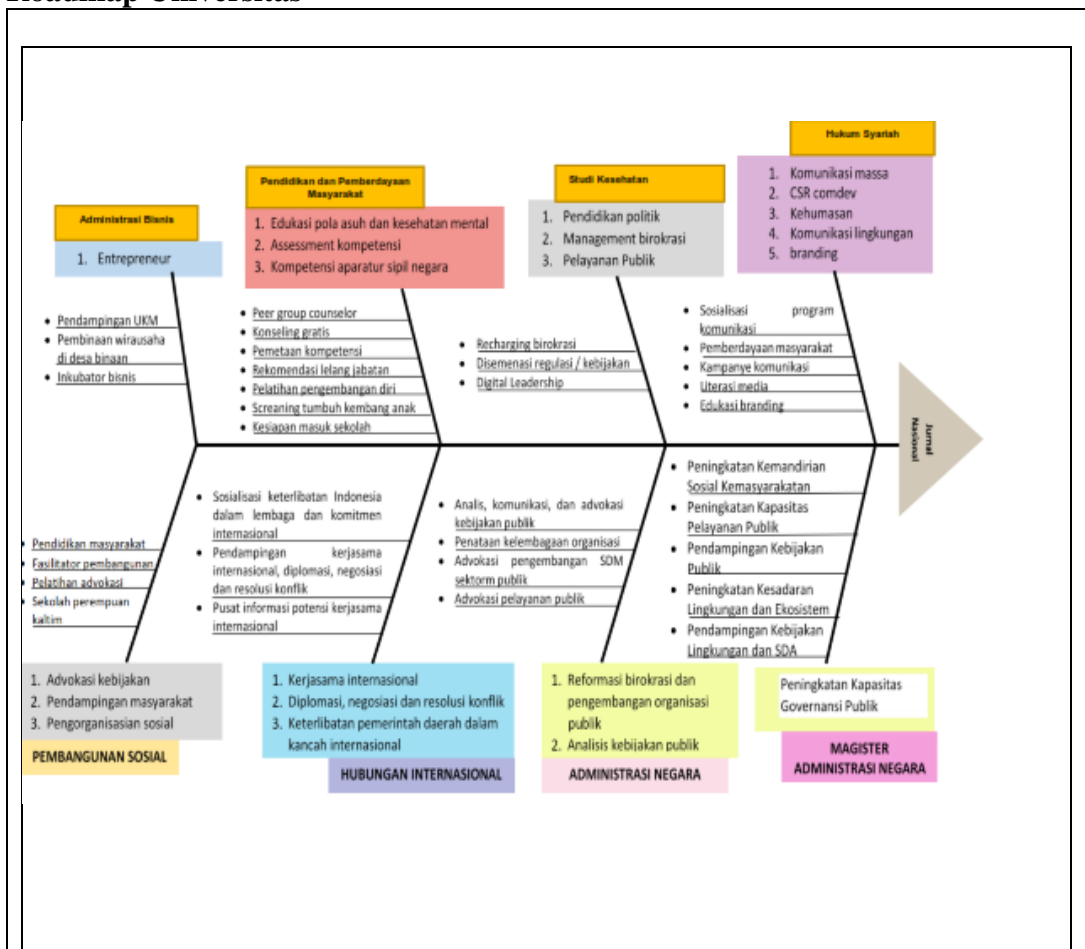 Roadmap Universitas
Hukum Syariah
1. Komunikasi massa
2. CSR comdev
3. Kehumasan
4. Komunikasi lingkungan
5. branding
Pendidikan dan Pemberdayaan
Masyarakat
1. Edukasi pola asuh dan kesehatan mental
2. Assessment kompetensi
3. Kompetensi aparatur sipil negara
Studi Kesehatan
1. Pendidikan politik
2. Management birokrasi
3. Pelayanan Publik
Administrasi Bisnis
1. Entrepreneur
• Pendampingan UKM
• Pembinaan wirausaha
di desa binaan
• Inkubator bisnis
• Peer group counselor
• Konseling gratis
• Pemetaan kompetensi
• Rekomendasi lelang jabatan
• Pelatihan pengembangan diri
• Screaning tumbuh kembang anak
• Kesiapan masuk sekolah
• Recharging birokrasi
• Disemenasi regulasi / kebijakan
• Digital Leadership
• Sosialisasi program
komunikasi
• Pemberdayaan masyarakat
• Kampanye komunikasi
• Literasi media
• Edukasi branding
Jurnal
Nasional
• Pendidikan masyarakat
• Fasilitator pembangunan
• Pelatihan advokasi
• Sekolah perempuan
kaltim
• Sosialisasi keterlibatan Indonesia
dalam lembaga dan komitmen
internasional
• Pendampingan kerjasama
internasional, diplomasi, negosiasi
dan resolusi konflik
• Pusat informasi potensi kerjasama
internasional
• Analis, komunikasi, dan advokasi
kebijakan publik
• Penataan kelembagaan organisasi
• Advokasi pengembangan SDM
sektorm publik
• Advokasi pelayanan publik
• Peningkatan Kemandirian
Sosial Kemasyarakatan
• Peningkatan Kapasitas
Pelayanan Publik
• Pendampingan Kebijakan
Publik
• Peningkatan Kesadaran
Lingkungan dan Ekosistem
• Pendampingan Kebijakan
Lingkungan dan SDA
1. Advokasi kebijakan
2. Pendampingan masyarakat
3. Pengorganisasian sosial
PEMBANGUNAN SOSIAL
1. Kerjasama internasional
2. Diplomasi, negosiasi dan resolusi konflik
3. Keterlibatan pemerintah daerah dalam
kancah internasional
HUBUNGAN INTERNASIONAL
1. Reformasi birokrasi dan
pengembangan organisasi
publik
2. Analisis kebijakan publik
ADMINISTRASI NEGARA
Peningkatan Kapasitas
Governansi Publik
MAGISTER
ADMINISTRASI NEGARA